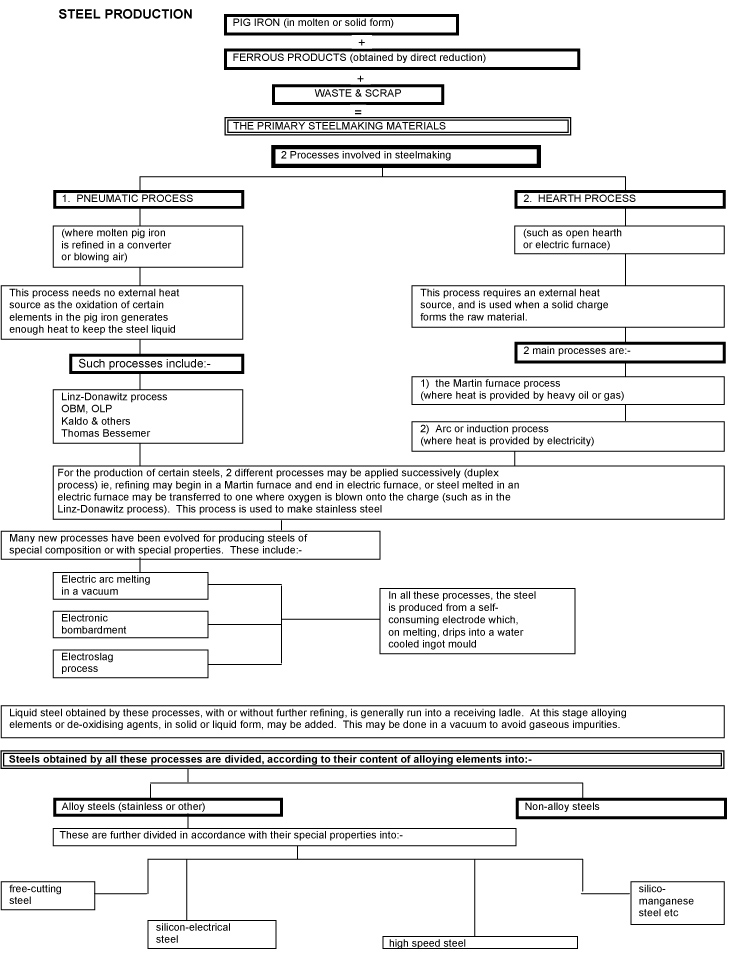 STEEL PRODUCTION
PIG IRON (in molten or solid form)
+
FERROUS PRODUCTS (obtained by direct reduction)
+
WASTE & SCRAP
=
THE PRIMARY STEELMAKING MATERIALS
2 Processes involved in steelmaking
1. PNEUMATIC PROCESS
(where molten pig iron
is refined in a converter
or blowing air)
This process needs no external heat
source as the oxidation of certain
elements in the pig iron generates
enough heat to keep the steel liquid
Such processes include:-
Linz-Donawitz process
OBM, OLP
Kaldo & others
Thomas Bessemer
2. HEARTH PROCESS
(such as open hearth
or electric furnace)
This process requires an external heat
source, and is used when a solid charge
forms the raw material.
2 main processes are:-
1) the Martin furnace process
(where heat is provided by heavy oil or gas)
2) Arc or induction process
(where heat is provided by electricity)
For the production of certain steels, 2 different processes may be applied successively (duplex
process) ie, refining may begin in a Martin furnace and end in electric furnace, or steel melted in an
electric furnace may be transferred to one where oxygen is blown onto the charge (such as in the
Linz-Donawitz process). This process is used to make stainless steel
Many new processes have been evolved for producing steels of
special composition or with special properties. These include:-
Electric arc melting
in a vacuum
Electronic
bombardment
Electroslag
process
In all these processes, the steel
is produced from a self-
consuming electrode which,
on melting, drips into a water
cooled ingot mould
Liquid steel obtained by these processes, with or without further refining, is generally run into a receiving ladle. At this stage alloying
elements or de-oxidising agents, in solid or liquid form, may be added. This may be done in a vacuum to avoid gaseous impurities.
Steels obtained by all these processes are divided, according to their content of alloying elements into:-
Alloy steels (stainless or other)
Non-alloy steels
These are further divided in accordance with their special properties into:-
free-cutting
steel
silicon-electrical
steel
high speed steel
silico-
manganese
steel etc